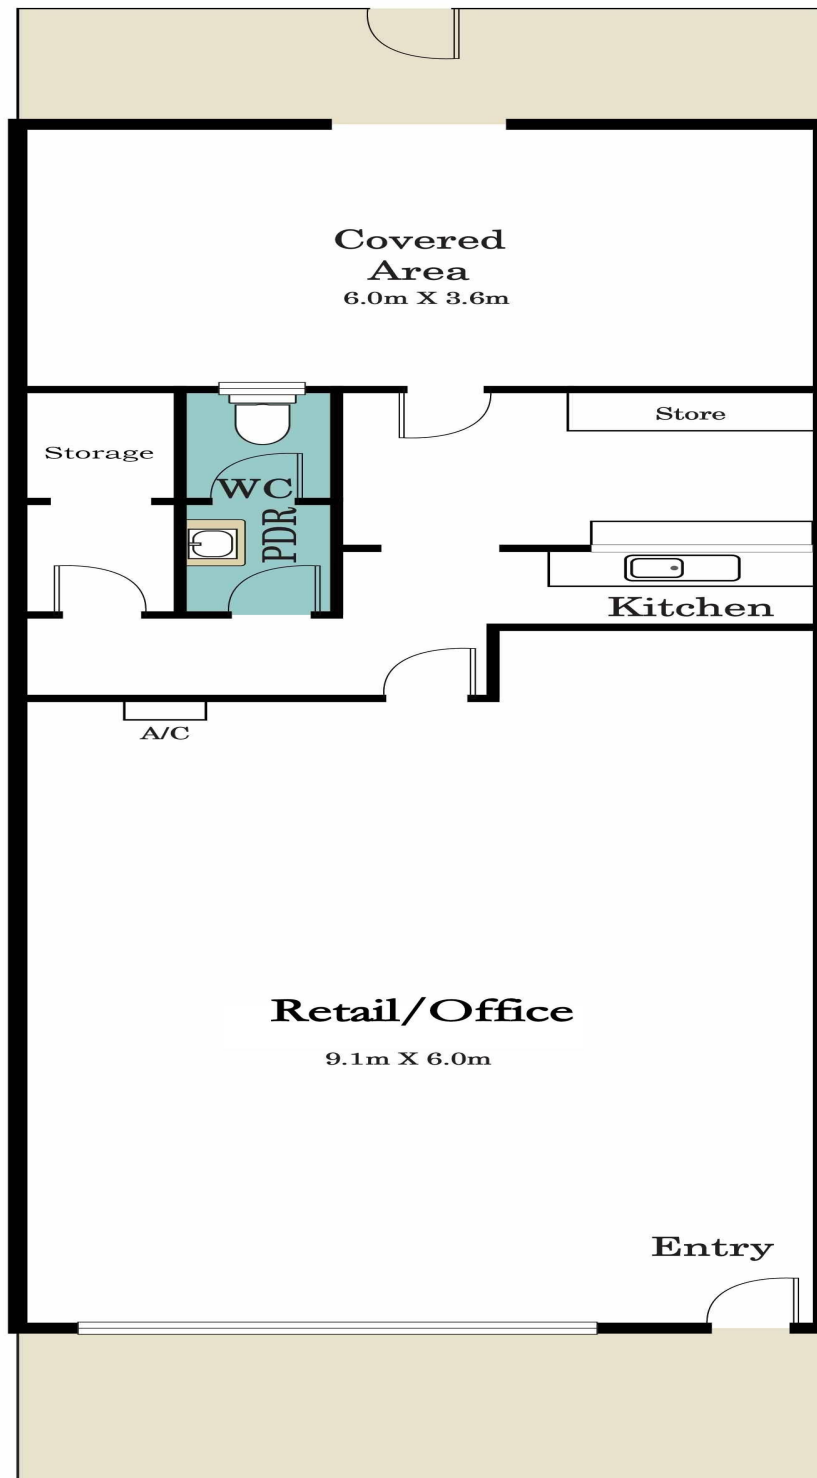 Covered
Area
6.0m X 3.6m
Store
Storage
WC
PDR
Kitchen
A/C
Retail/Office
9.1m X 6.0m
Entry